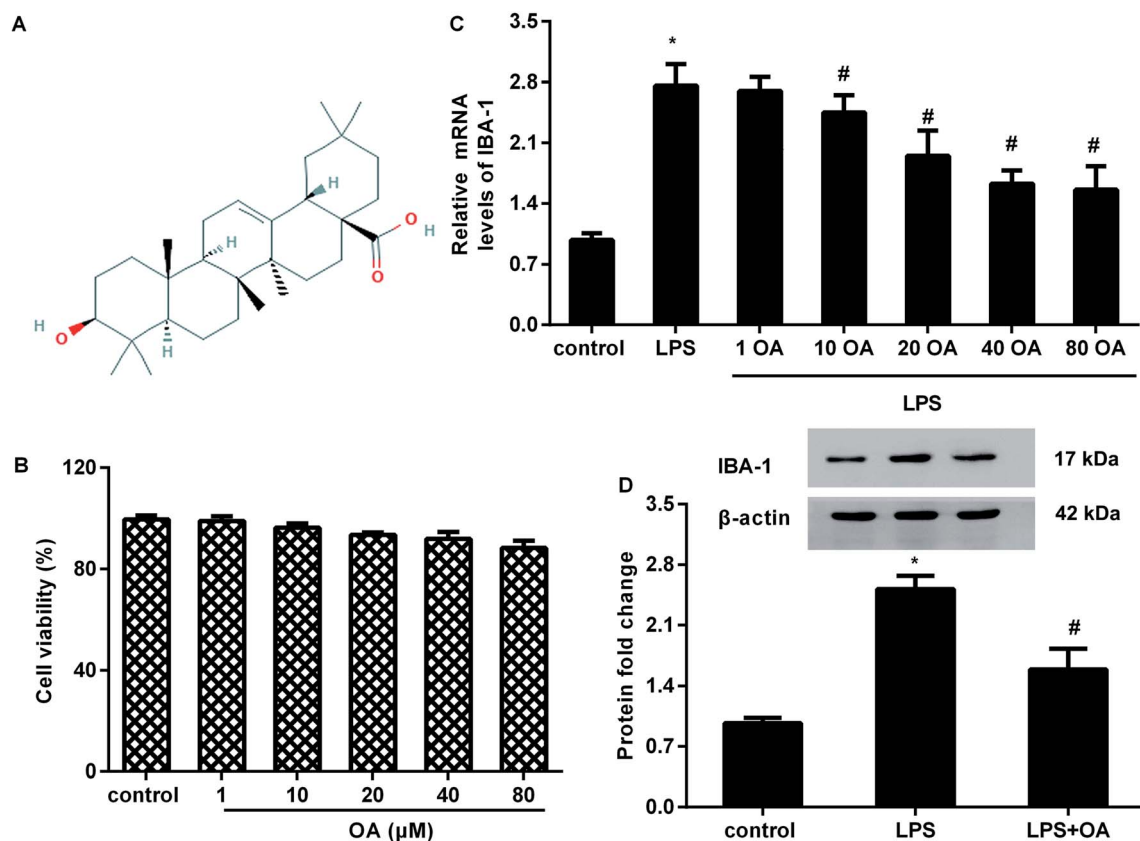 A
H
H
O
H
O
O
H
H
B
120
80
40
0
Cell viability (%)
control 1 10 20 40 80
OA (µM)
C
3.5
2.8
2.1
1.4
0.7
0.0
Relative mRNA
levels of IBA-1
*
#
#
#
#
control LPS 1 OA 10 OA 20 OA 40 OA 80 OA
LPS
D
IBA-1 17 kDa
β-actin 42 kDa
3.5
2.8
2.1
1.4
0.7
0.0
Protein fold change
*
#
control LPS LPS+OA